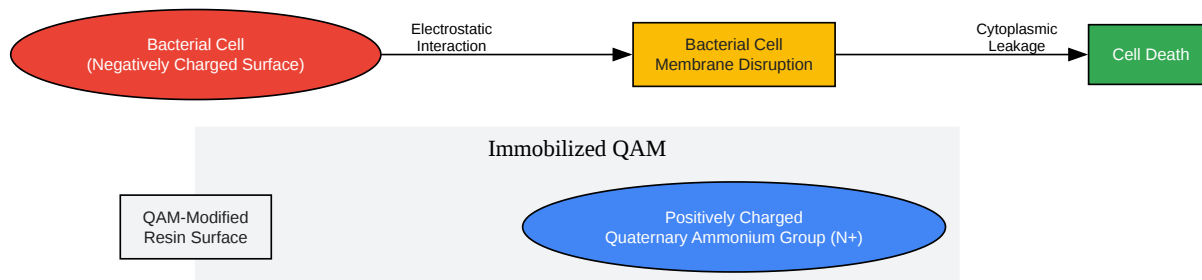 Bacterial Cell
(Negatively Charged Surface)
Electrostatic
Interaction
Bacterial Cell
Membrane Disruption
Cytoplasmic
Leakage
Cell Death
Immobilized QAM
QAM-Modified
Resin Surface
Positively Charged
Quaternary Ammonium Group (N+)